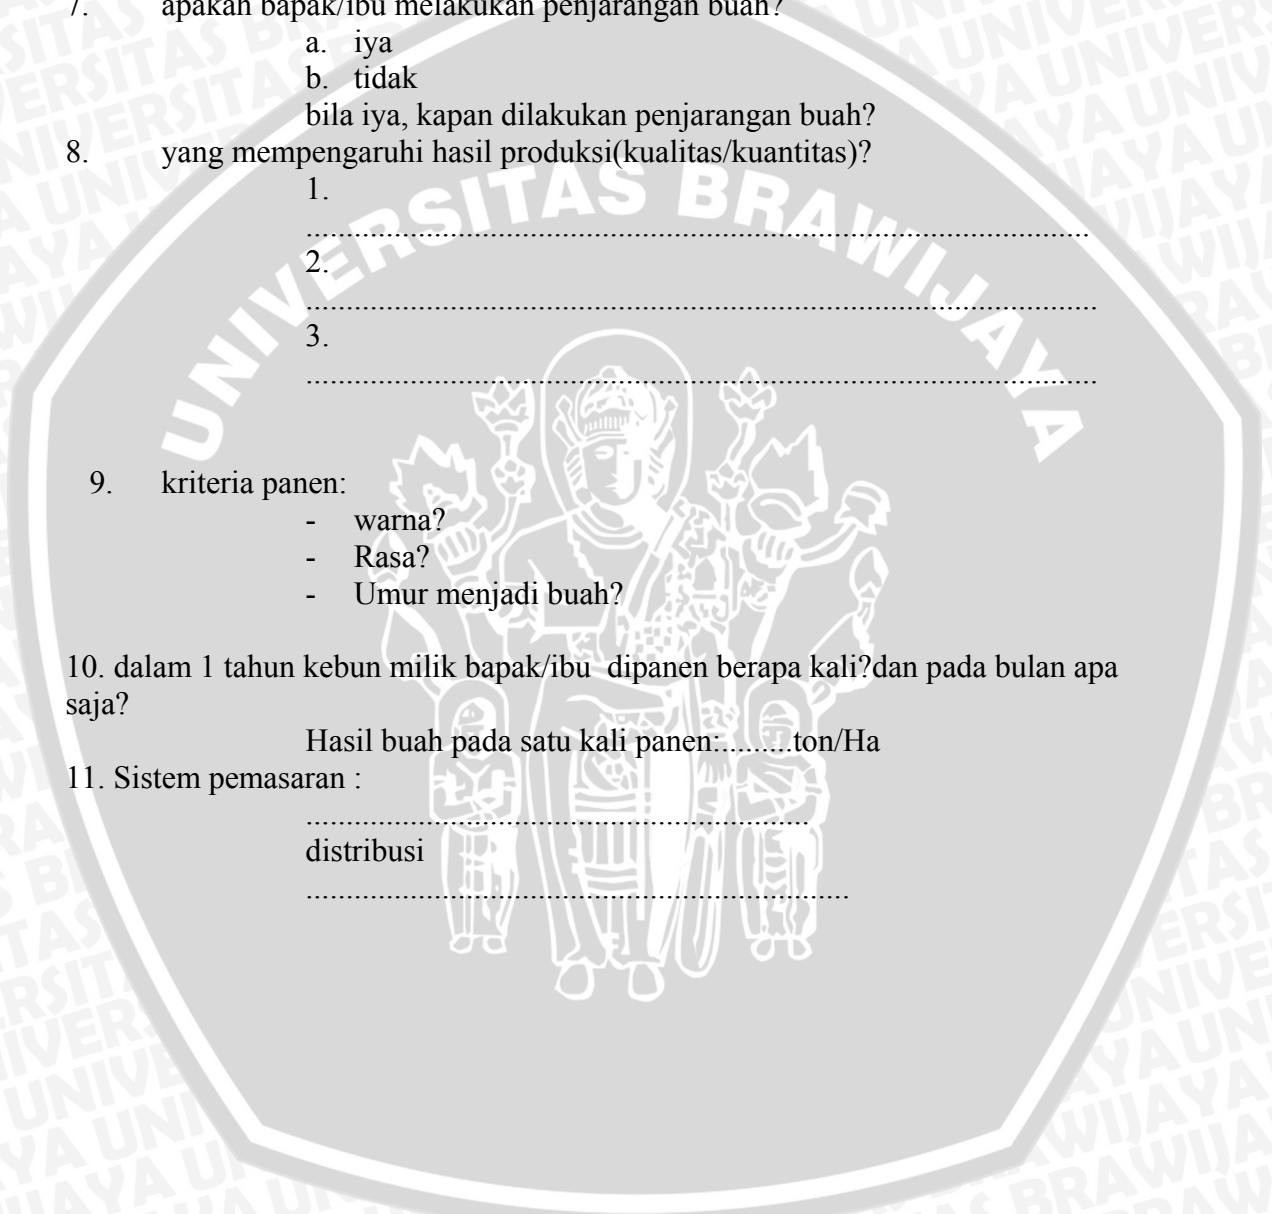 7. apakah bapak/ibu melakukan penjarangan buah?
a. iya
b. tidak
bila iya, kapan dilakukan penjarangan buah?
8. yang mempengaruhi hasil produksi(kualitas/kuantitas)?
1.
..................................................................................................
2.
...................................................................................................
3.
...................................................................................................
9. kriteria panen:
- warna?
- Rasa?
- Umur menjadi buah?
10. dalam 1 tahun kebun milik bapak/ibu dipanen berapa kali?dan pada bulan apa
saja?
Hasil buah pada satu kali panen:.........ton/Ha
11. Sistem pemasaran :
...............................................................
distribusi
....................................................................
UNIVERSITAS BRAWIJAYA